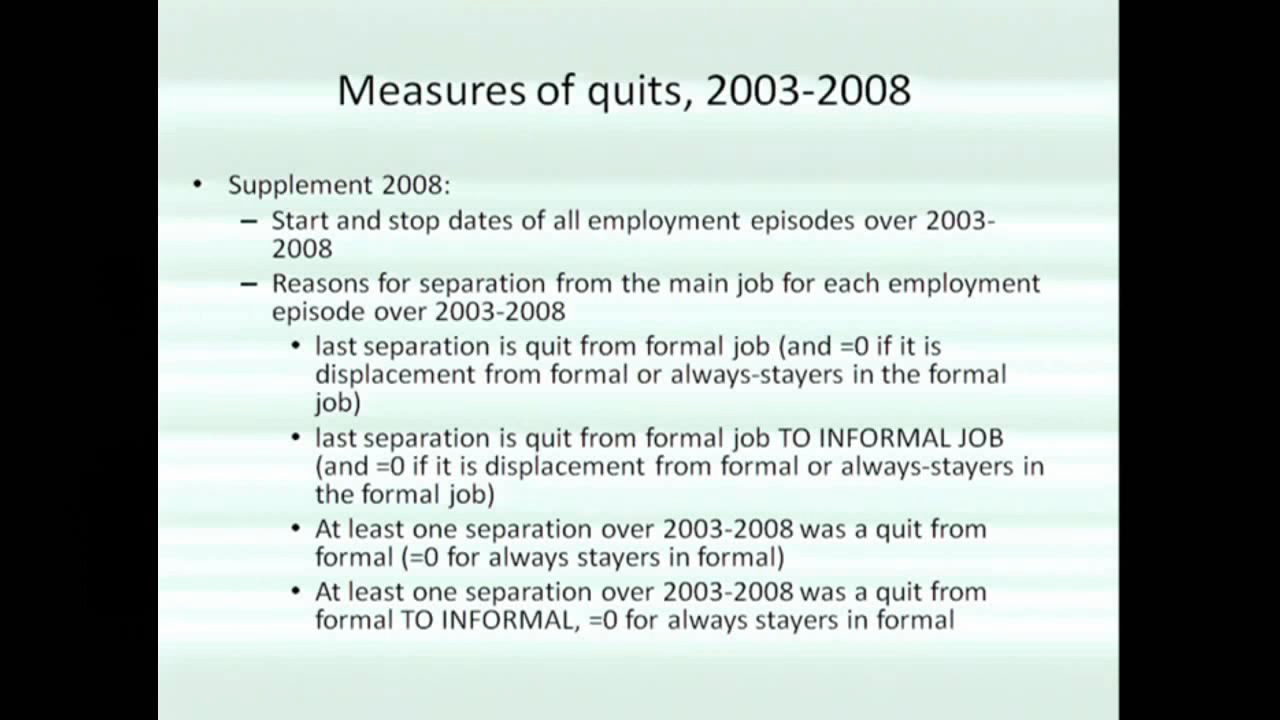 Measures of quits, 2003-2008
• Supplement 2008:
– Start and stop dates of all employment episodes over 2003-
2008
– Reasons for separation from the main job for each employment
episode over 2003-2008
• last separation is quit from formal job (and =0 if it is
displacement from formal or always-stayers in the formal
job)
• last separation is quit from formal job TO INFORMAL JOB
(and =0 if it is displacement from formal or always-stayers in
the formal job)
• At least one separation over 2003-2008 was a quit from
formal (=0 for always stayers in formal)
• At least one separation over 2003-2008 was a quit from
formal TO INFORMAL, =0 for always stayers in formal